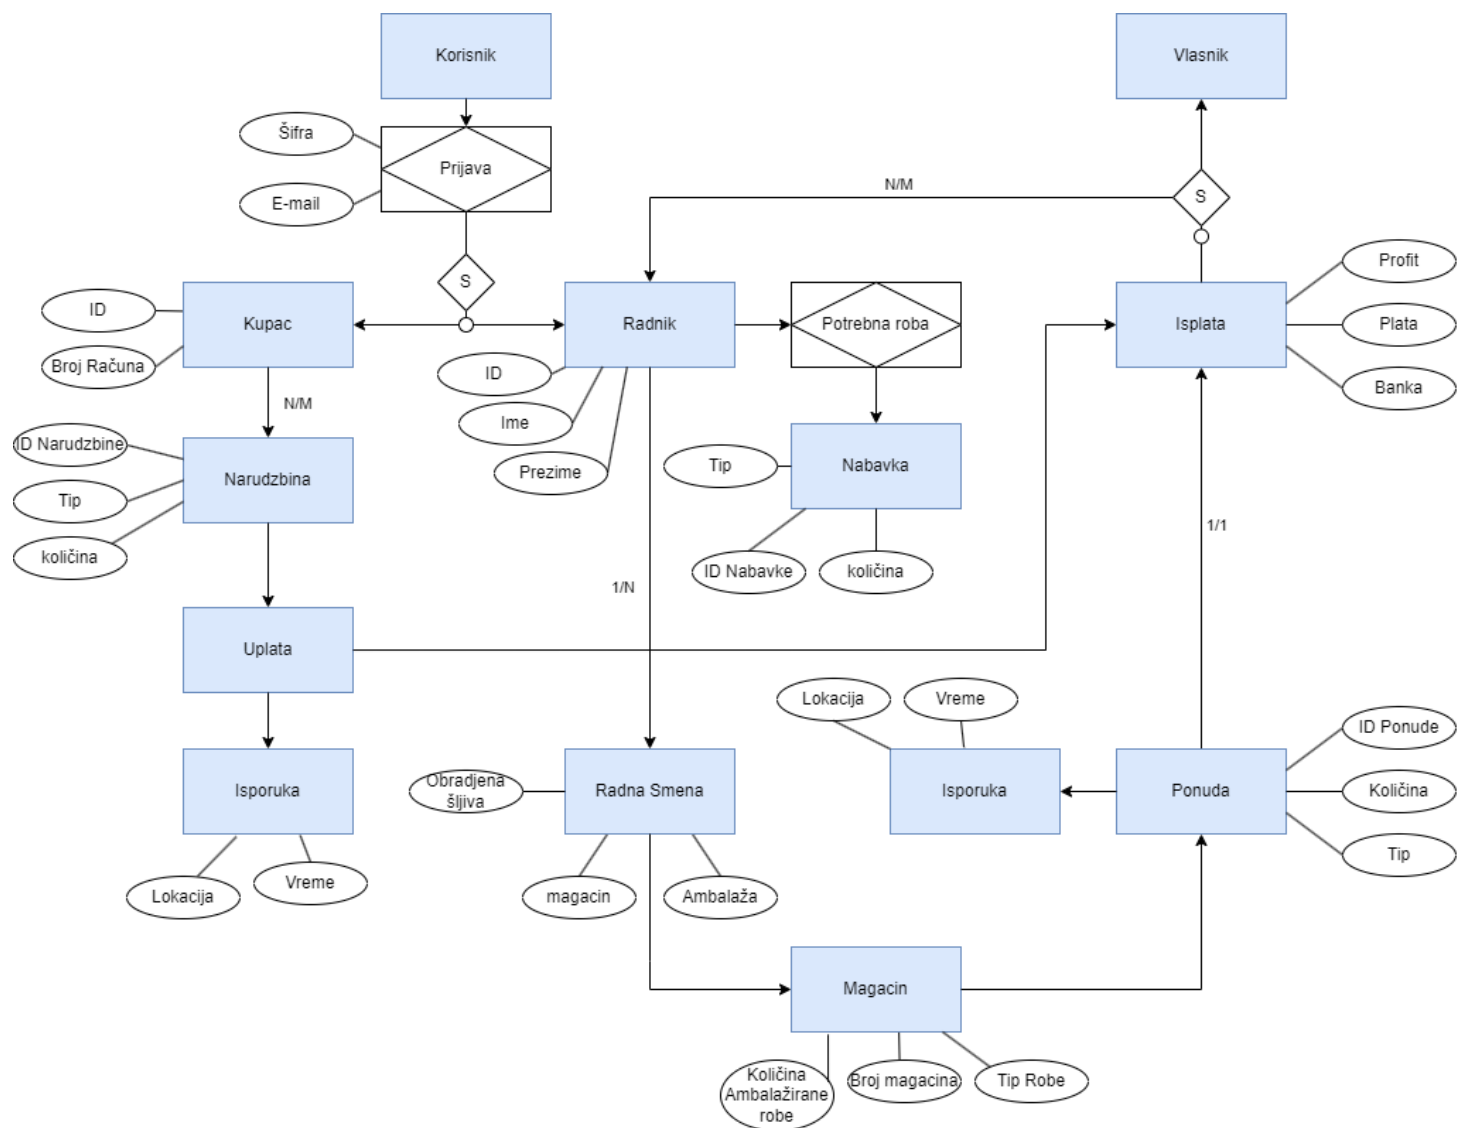 Korisnik
Vlasnik
Šifra
Prijava
E-mail
N/M
S
S
Profit
ID
Kupac
Radnik
Potrebna roba
Isplata
Plata
Broj Računa
ID
Banka
N/M
Ime
ID Narudzbine
Narudzbina
Prezime
Tip
Nabavka
Tip
količina
1/1
ID Nabavke
količina
1/N
Uplata
Lokacija
Vreme
ID Ponude
Isporuka
Obradjena
šljiva
Radna Smena
Isporuka
Ponuda
Količina
Tip
Lokacija
Vreme
magacin
Ambalaža
Magacin
Količina
Ambalažirane
robe
Broj magacina
Tip Robe